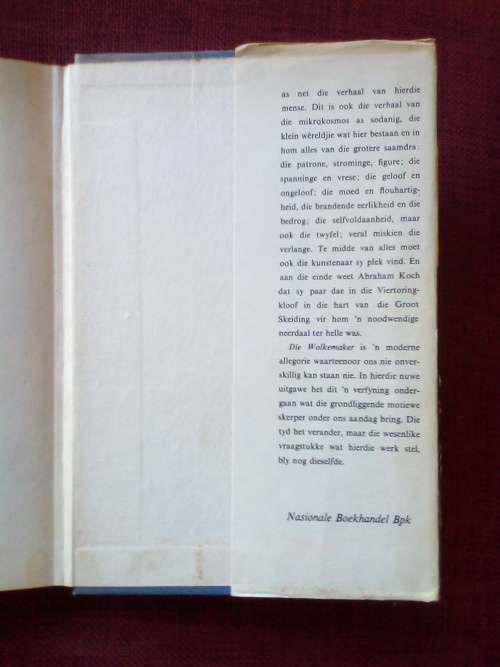 as net die verhaal van hierdie
mense. Dit is ook die verhaal van
die mikrokosmos as sodanig, die
klein wêreldjie wat hier bestaan en in
hom alles van die grotere saamdra:
die patrone, strominge, figure; die
spanninge en vrese; die geloof en
ongeloof; die moed en flouhartig-
heid, die brandende eerlikheid en die
bedrog; die selfvoldaanheid, maar
ook die twyfel; veral miskien die
verlange. Te midde van alles moet
ook die kunstenaar sy plek vind. En
aan die einde weet Abraham Koch
dat sy paar dae in die Viertoring-
kloof in die hart van die Groot
Skeiding vir hom 'n noodwendige
neerdaal ter helle was.
Die Wolkemaker is 'n moderne
allegorie waarteenoor ons nie onver-
skillig kan staan nie. In hierdie nuwe
uitgawe het dit 'n verfyning onder-
gaan wat die grondliggende motiewe
skerper onder ons aandag bring. Die
tyd het verander, maar die wesenlike
vraagstukke wat hierdie werk stel,
bly nog dieselfde.
Nasionale Boekhandel Bpk